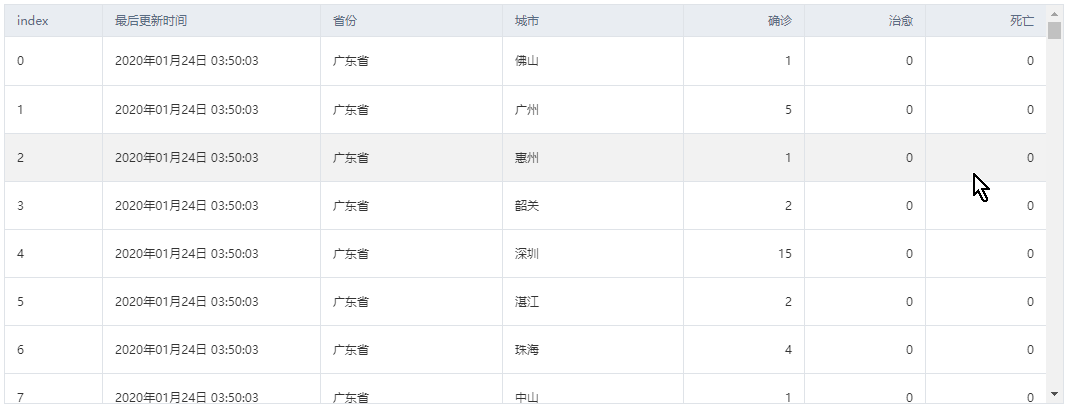 index 最后更新时间 省份 城市 确诊 治愈 死亡
0 2020年01月24日 03:50:03 广东省 佛山 1 0 0
1 2020年01月24日 03:50:03 广东省 广州 5 0 0
2 2020年01月24日 03:50:03 广东省 惠州 1 0 0
3 2020年01月24日 03:50:03 广东省 韶关 2 0 0
4 2020年01月24日 03:50:03 广东省 深圳 15 0 0
5 2020年01月24日 03:50:03 广东省 湛江 2 0 0
6 2020年01月24日 03:50:03 广东省 珠海 4 0 0
7 2020年01月24日 03:50:03 广东省 中山 1 0 0